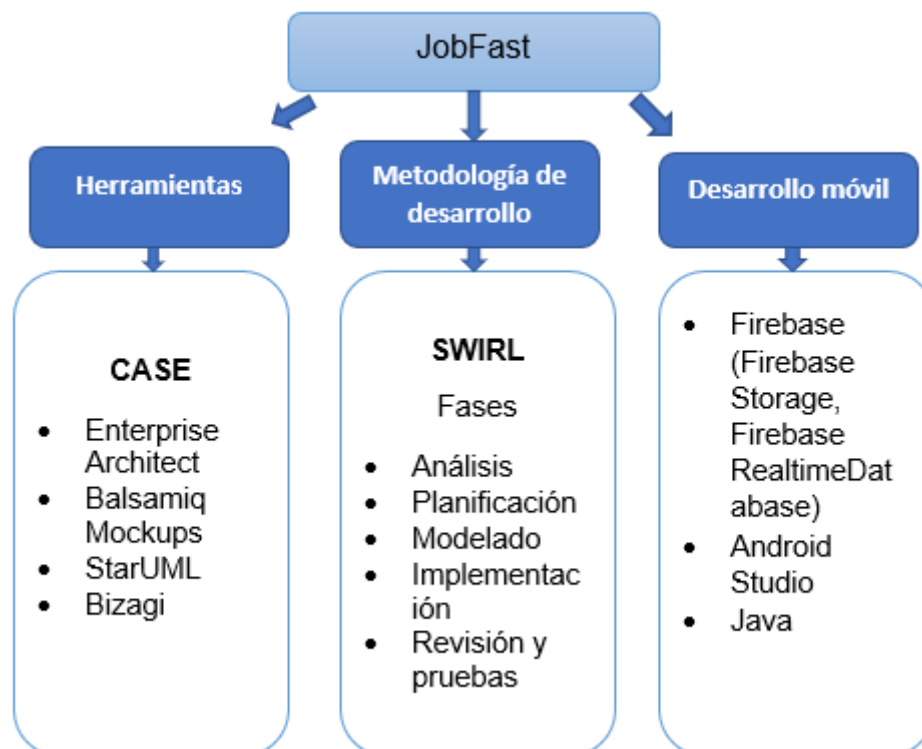 JobFast
Herramientas
CASE
Enterprise
Architect
Balsamiq
Mockups
StarUML
Bizagi
Metodología de
desarrollo
SWIRL
Fases
Análisis
Planificación
Modelado
Implementac
ión
Revisión y
pruebas
Desarrollo móvil
Firebase
(Firebase
Storage,
Firebase
RealtimeDat
abase)
Android
Studio
Java